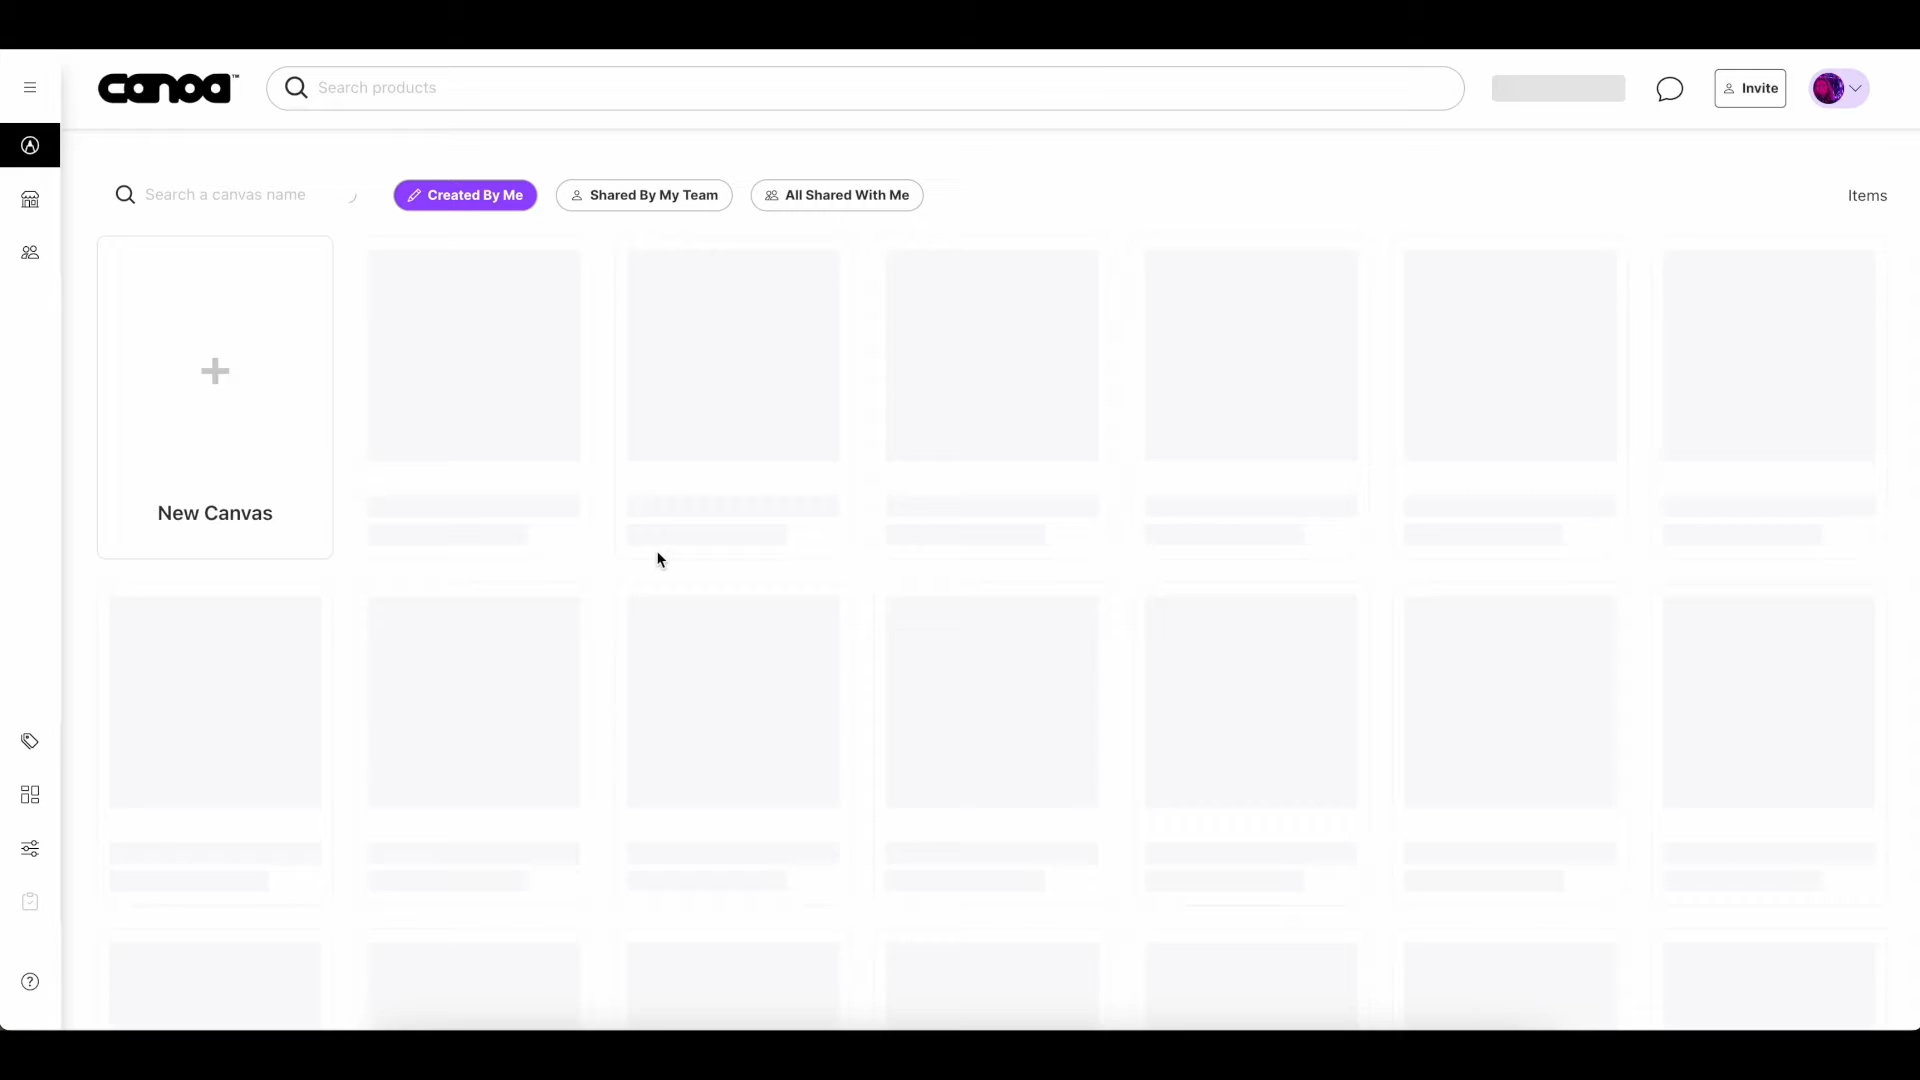 canoa™
Search products
Invite
Search a canvas name
Created By Me
Shared By My Team
All Shared With Me
Items
New Canvas